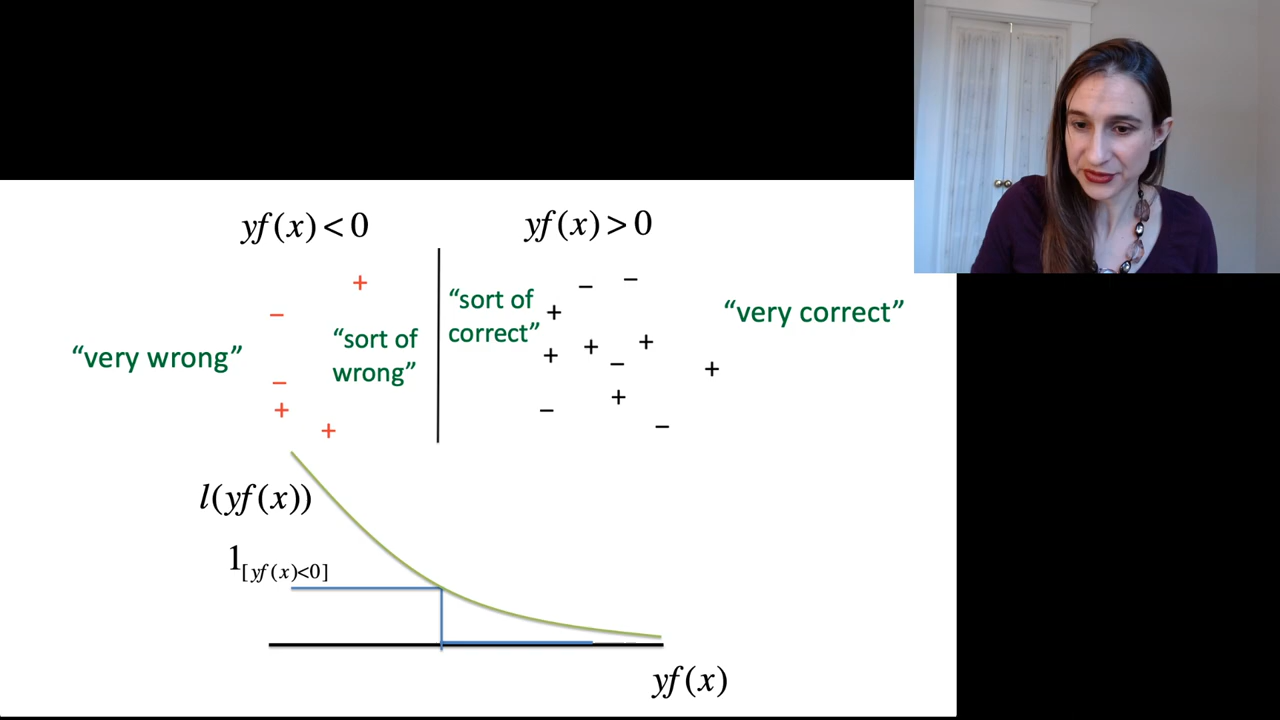 yf(x)<0
yf(x)>0
+
−
−
+
+
“very wrong”
“sort of
wrong”
“sort of
correct”
− −
+
+ + +
− +
+
− −
“very correct”
l(yf(x))
1[yf(x)<0]
yf(x)